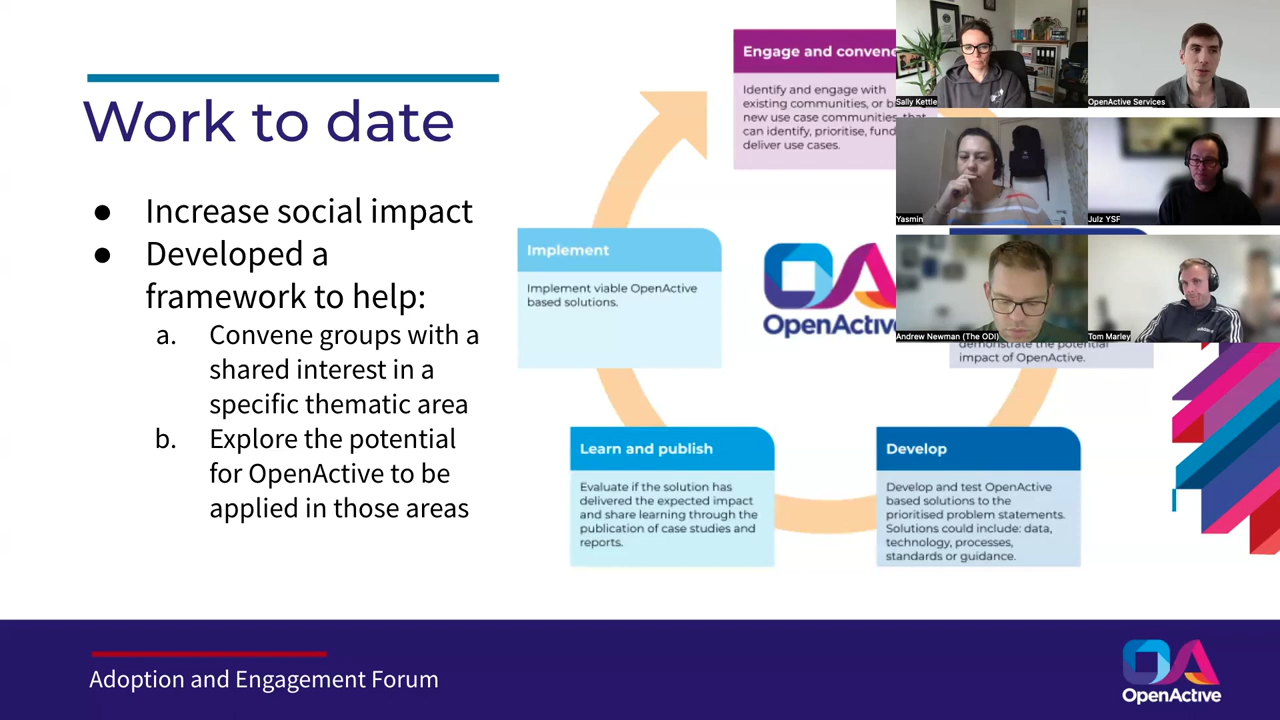 Work to date
● Increase social impact
● Developed a
framework to help:
a. Convene groups with a
shared interest in a
specific thematic area
b. Explore the potential
for OpenActive to be
applied in those areas
Engage and convene
Identify and engage with
existing communities, or b
new use case communities, that
can identify, prioritise, fund
deliver use cases.
Implement
Implement viable OpenActive
based solutions.
OpenActive
demonstrate the potential
impact of OpenActive.
Learn and publish
Evaluate if the solution has
delivered the expected impact
and share learning through the
publication of case studies and
reports.
Develop
Develop and test OpenActive
based solutions to the
prioritised problem statements.
Solutions could include: data,
technology, processes,
standards or guidance.
Sally Kettle
OpenActive Services
Yasmin
Julz YSF
Andrew Newman (The ODI)
Tom Marley
Adoption and Engagement Forum
OpenActive